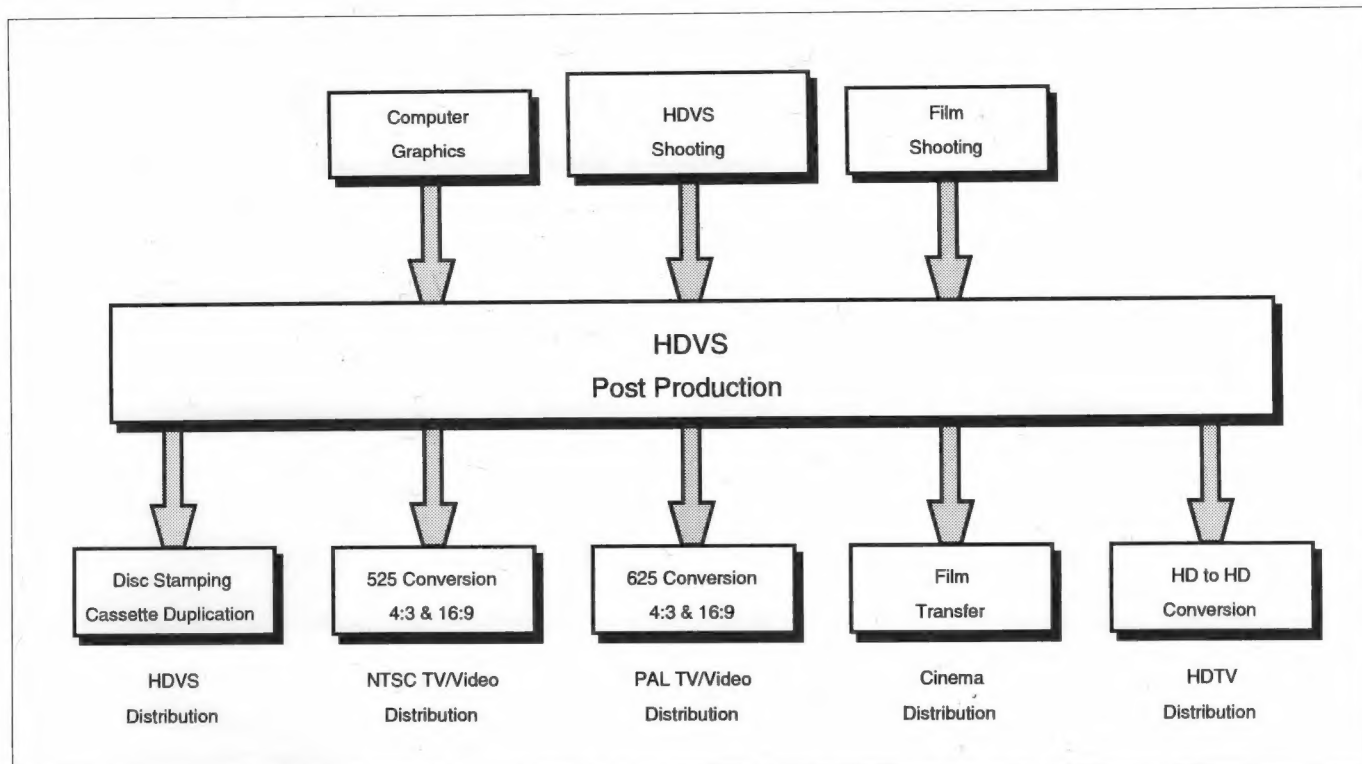 Computer
Graphics
HDVS
Shooting
Film
Shooting
HDVS
Post Production
Disc Stamping
Cassette Duplication
525 Conversion
4:3 & 16:9
625 Conversion
4:3 & 16:9
Film
Transfer
HD to HD
Conversion
HDVS
Distribution
NTSC TV/Video
Distribution
PAL TV/Video
Distribution
Cinema
Distribution
HDTV
Distribution